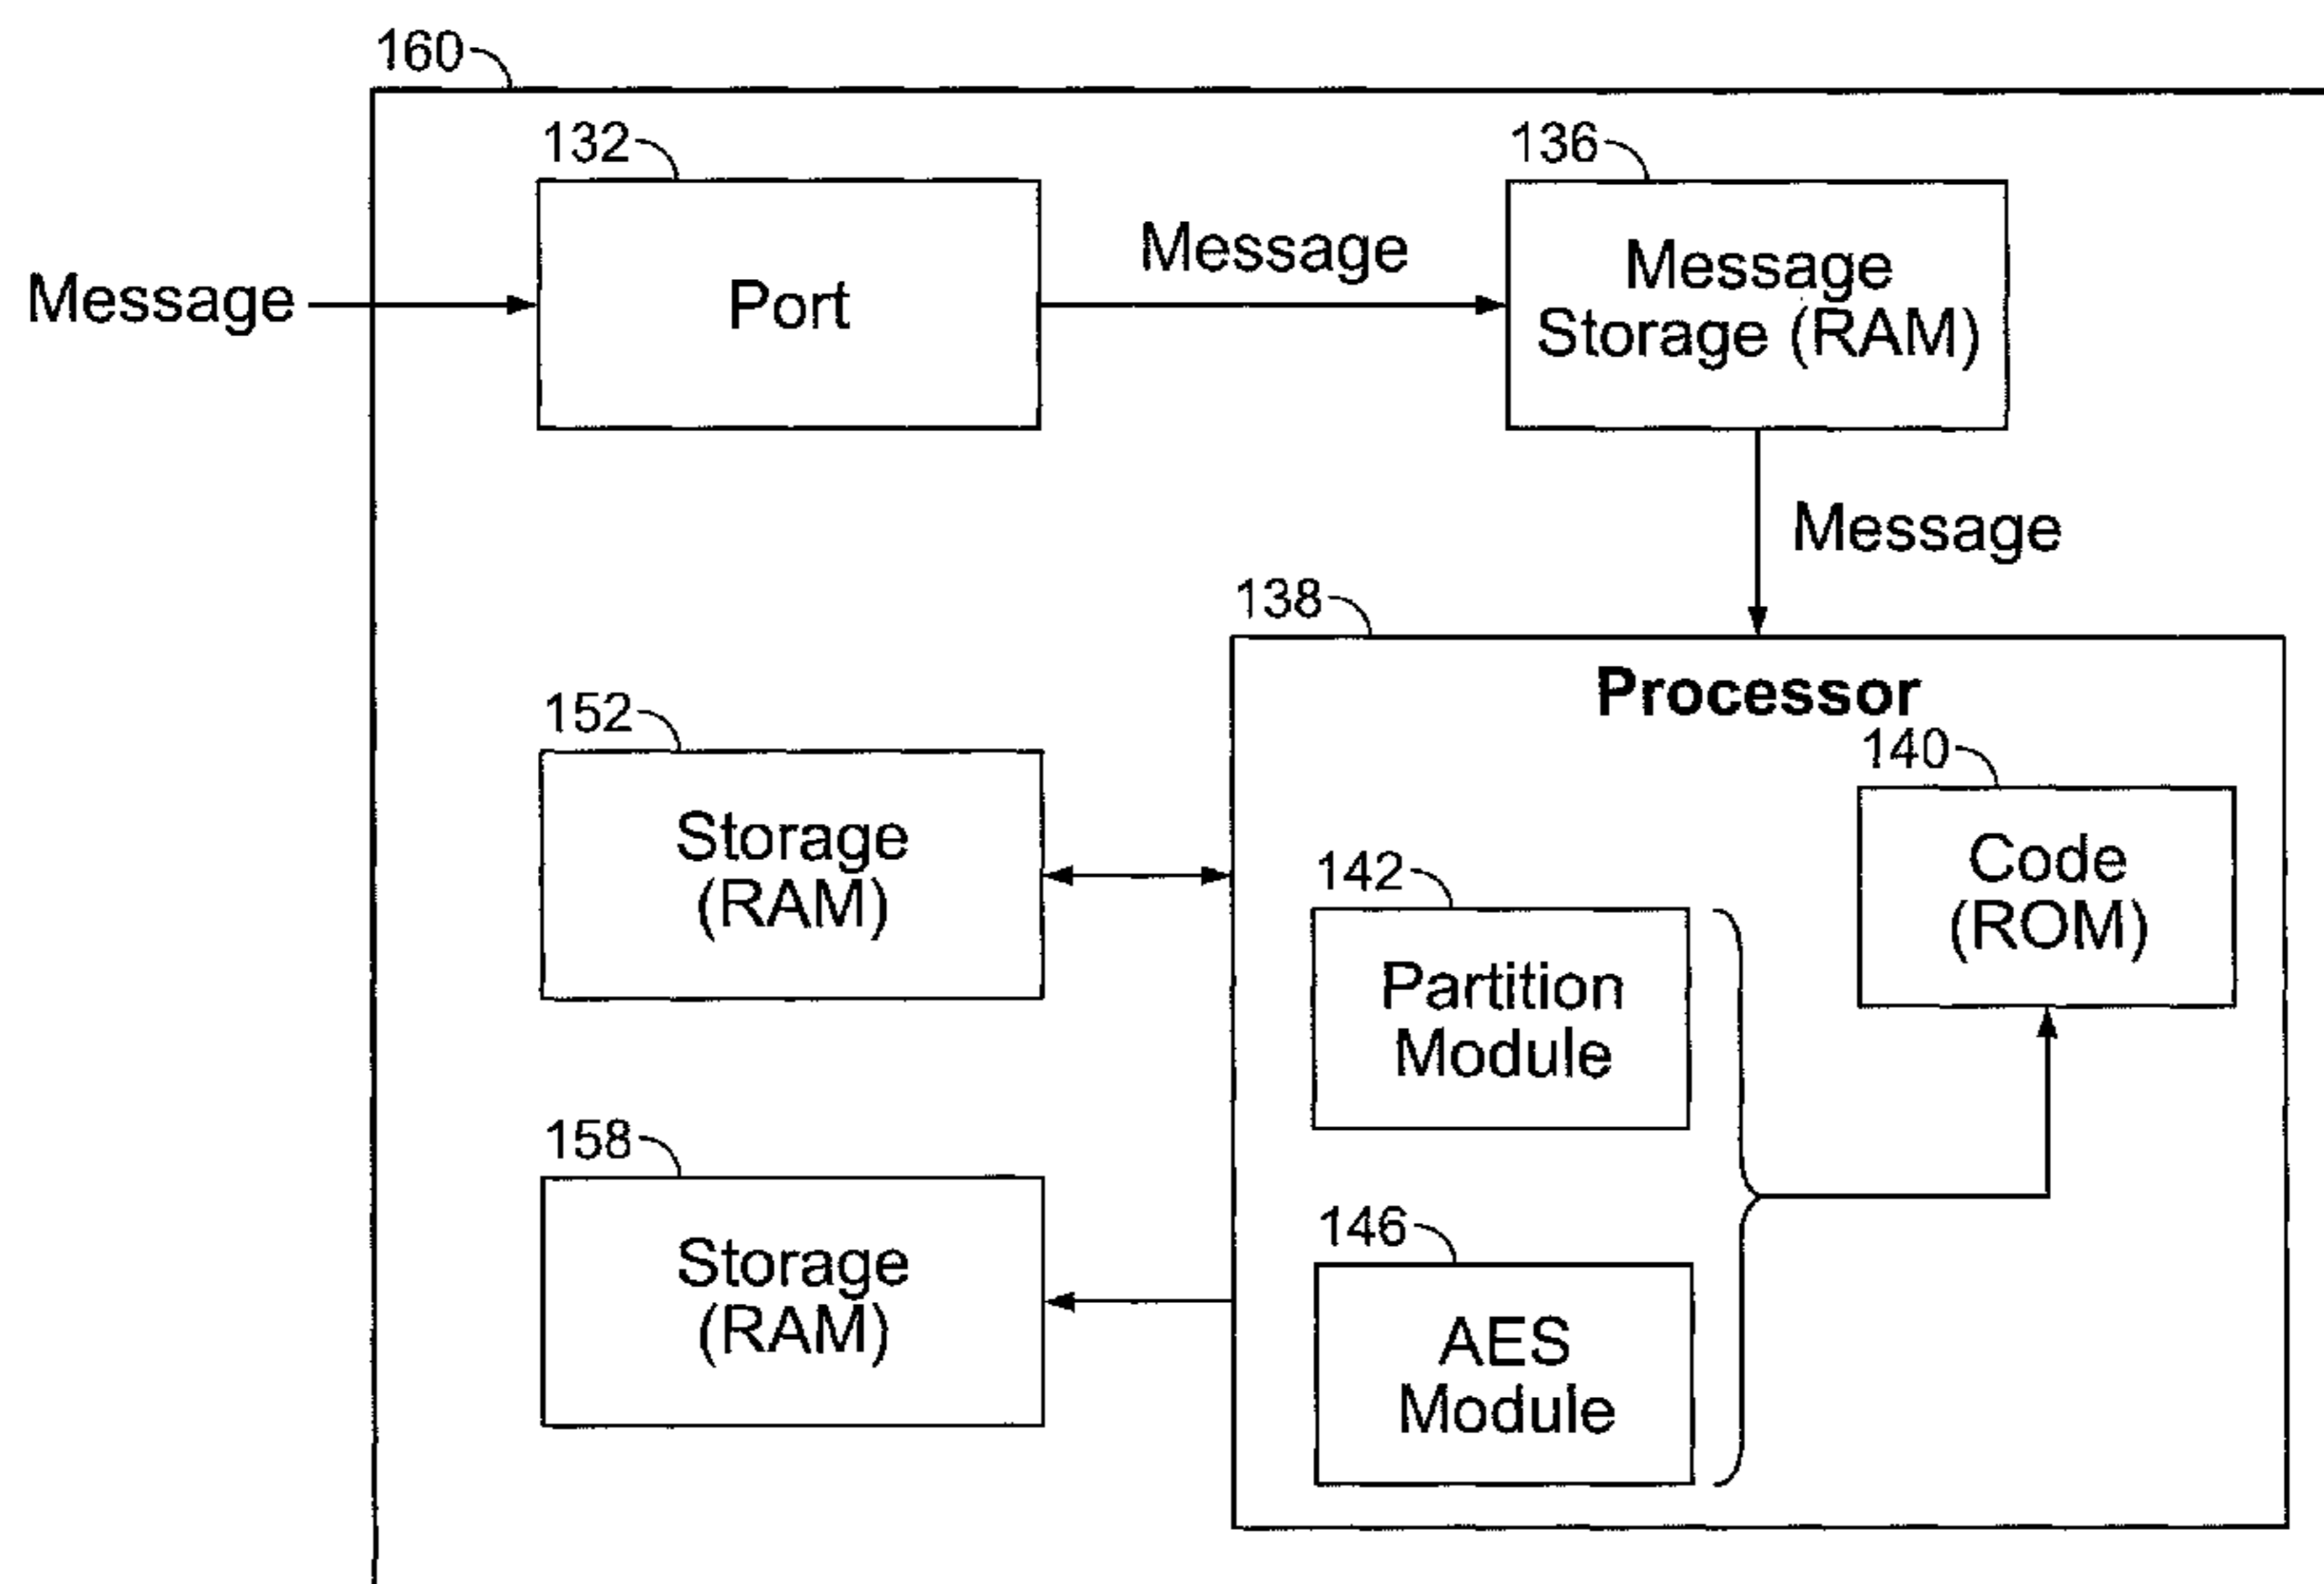 160
132
136
Message
Port
Message
Message
Storage (RAM)
Message
138
Processor
152
140
Storage
(RAM)
Code
(ROM)
142
Partition
Module
158
146
Storage
(RAM)
AES
Module